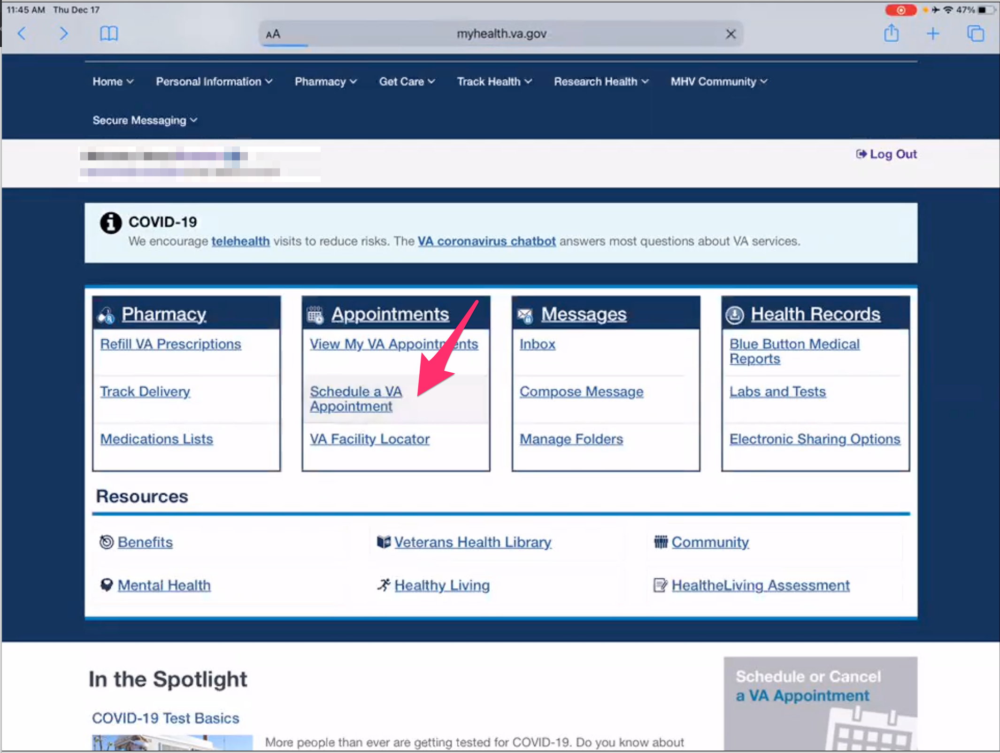 11:45 AM Thu Dec 17
47%
AA myhealth.va.gov
Home Personal Information Pharmacy Get Care Track Health Research Health MHV Community
Secure Messaging
Log Out
COVID-19
We encourage telehealth visits to reduce risks. The VA coronavirus chatbot answers most questions about VA services.
Pharmacy
Refill VA Prescriptions
Track Delivery
Medications Lists
Appointments
View My VA Appointments
Schedule a VA
Appointment
VA Facility Locator
Messages
Inbox
Compose Message
Manage Folders
Health Records
Blue Button Medical
Reports
Labs and Tests
Electronic Sharing Options
Resources
Benefits
Veterans Health Library
Community
Mental Health
Healthy Living
HealtheLiving Assessment
In the Spotlight
COVID-19 Test Basics
More people than ever are getting tested for COVID-19. Do you know about
Schedule or Cancel
a VA Appointment